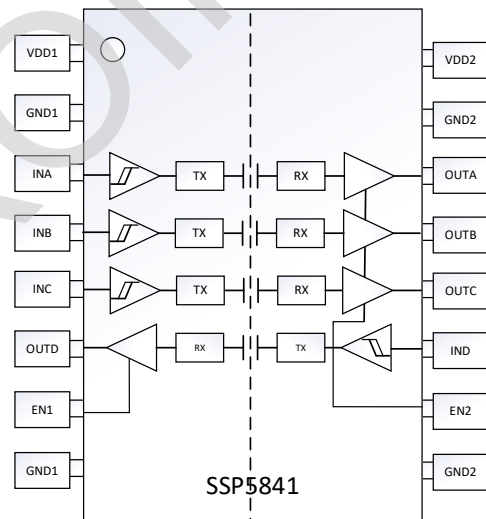 VDD1
VDD2
GND1
GND2
INA
TX
RX
OUTA
INB
TX
RX
OUTB
INC
TX
RX
OUTC
OUTD
RX
TX
IND
EN1
EN2
GND1
GND2
SSP5841